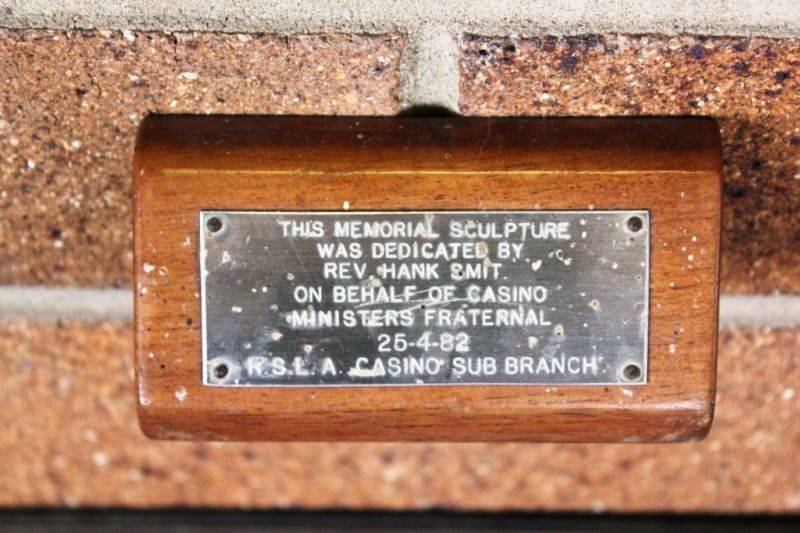 THIS MEMORIAL SCULPTURE
WAS DEDICATED BY
REV. HANK SMIT.
ON BEHALF OF CASINO
MINISTERS FRATERNAL
25-4-82
R.S.L.A. CASINO SUB BRANCH.